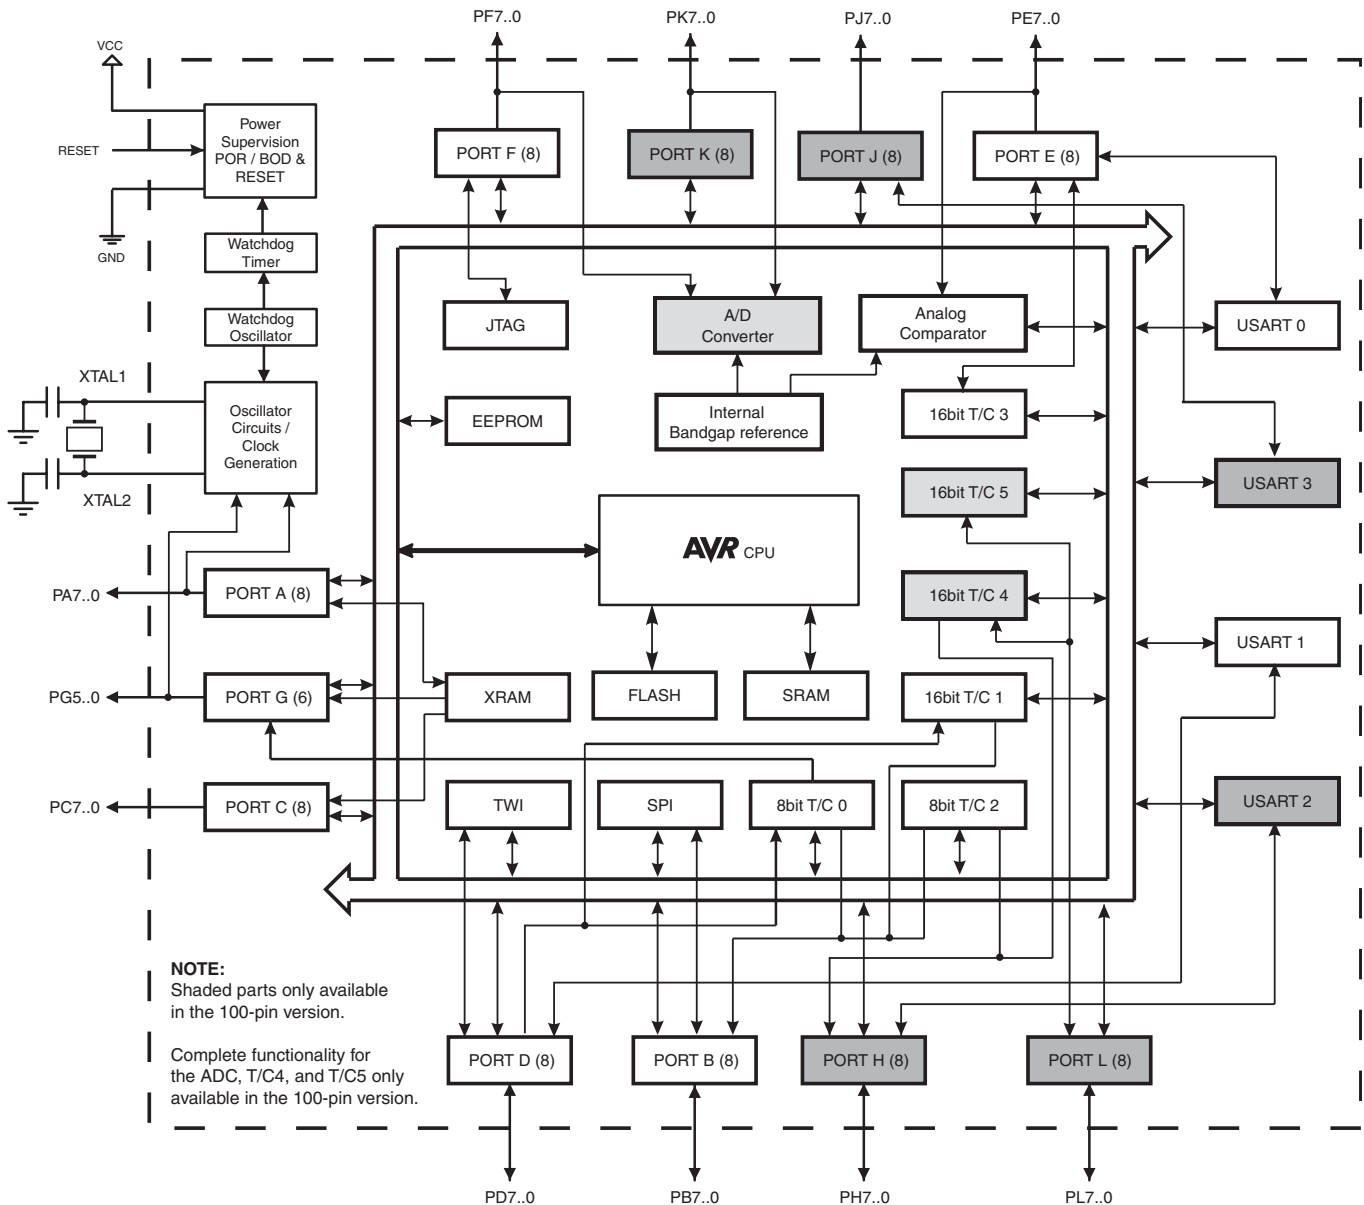 PF7..0
PK7..0
PJ7..0
PE7..0
VCC
RESET
GND
Power
Supervision
POR / BOD &
RESET
PORT F (8)
PORT K (8)
PORT J (8)
PORT E (8)
Watchdog
Timer
Watchdog
Oscillator
JTAG
A/D
Converter
Analog
Comparator
USART 0
XTAL1
XTAL2
Oscillator
Circuits /
Clock
Generation
EEPROM
Internal
Bandgap reference
16bit T/C 3
16bit T/C 5
USART 3
AVR CPU
PA7..0
PORT A (8)
16bit T/C 4
USART 1
PG5..0
PORT G (6)
XRAM
FLASH
SRAM
16bit T/C 1
PC7..0
PORT C (8)
TWI
SPI
8bit T/C 0
8bit T/C 2
USART 2
NOTE:
Shaded parts only available
in the 100-pin version.
Complete functionality for
the ADC, T/C4, and T/C5 only
available in the 100-pin version.
PORT D (8)
PORT B (8)
PORT H (8)
PORT L (8)
PD7..0
PB7..0
PH7..0
PL7..0